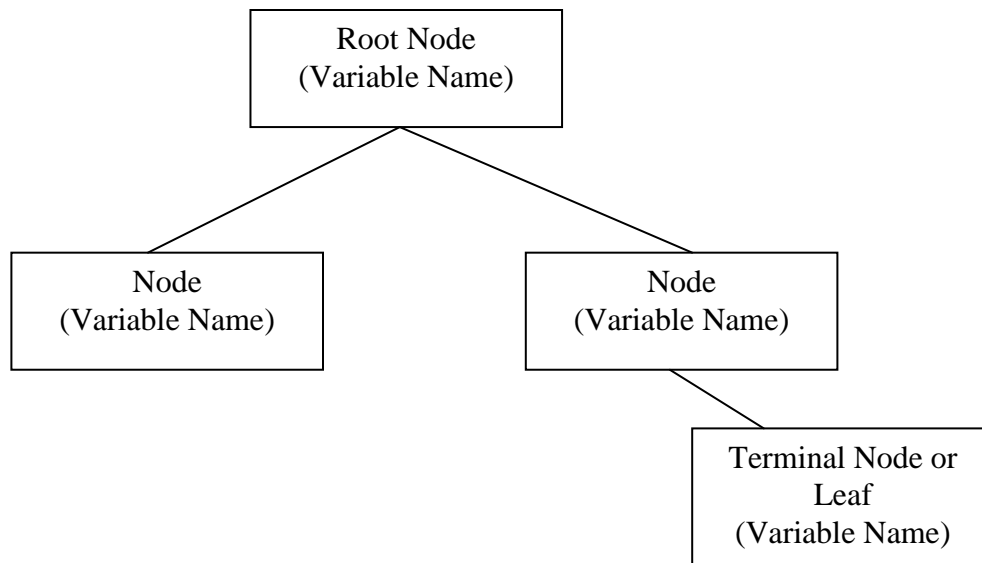 Root Node
(Variable Name)
Node
(Variable Name)
Node
(Variable Name)
Terminal Node or
Leaf
(Variable Name)